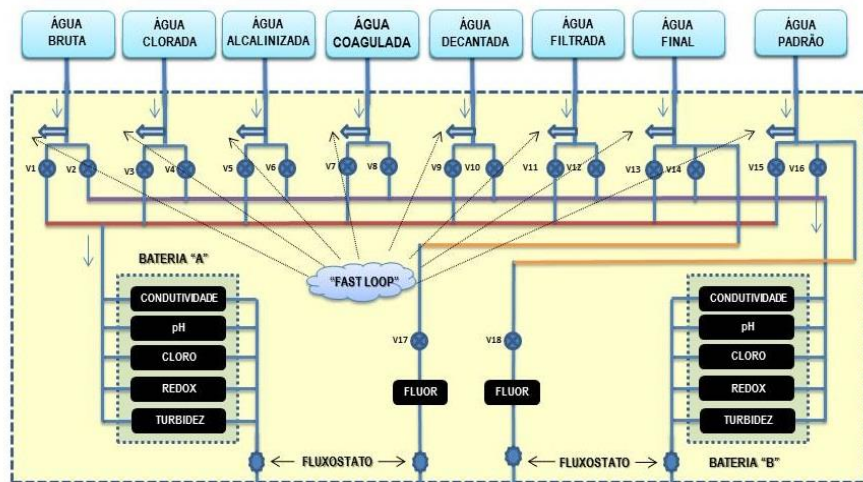 ÁGUA
BRUTA
ÁGUA
CLORADA
ÁGUA
ALCALINIZADA
ÁGUA
COAGULADA
ÁGUA
DECANTADA
ÁGUA
FILTRADA
ÁGUA
FINAL
ÁGUA
PADRÃO
V1
V2
V3
V4
V5
V6
V7
V8
V9
V10
V11
V12
V13
V14
V15
V16
BATERIA "A"
"FAST LOOP"
CONDUTIVIDADE
pH
CLORO
REDOX
TURBIDEZ
V17
V18
FLUOR
FLUOR
CONDUTIVIDADE
pH
CLORO
REDOX
TURBIDEZ
FLUXOSTATO
FLUXOSTATO
BATERIA "B"